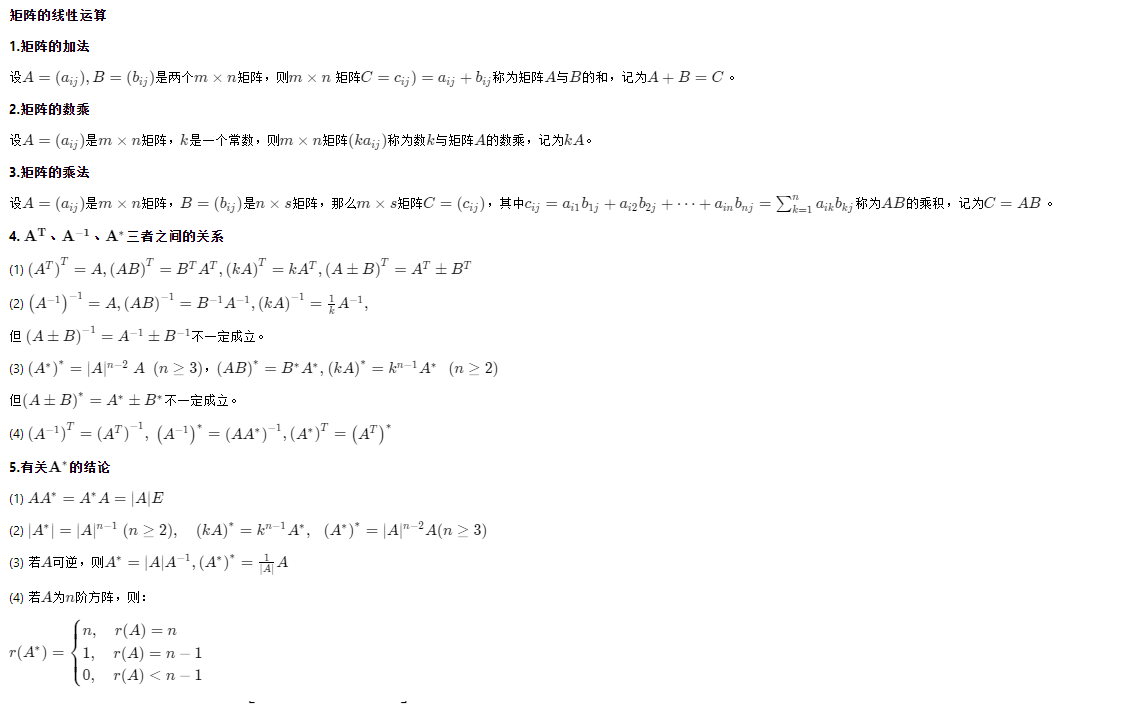 矩阵的线性运算
1.矩阵的加法
设$A=(a_{ij}),B=(b_{ij})$是两个$m\times n$矩阵，则$m\times n$ 矩阵$C=c_{ij})=a_{ij}+b_{ij}$称为矩阵$A$与$B$的和，记为$A+B=C$ 。
2.矩阵的数乘
设$A=(a_{ij})$是$m\times n$矩阵，$k$是一个常数，则$m\times n$矩阵$(ka_{ij})$称为数$k$与矩阵$A$的数乘，记为$kA$。
3.矩阵的乘法
设$A=(a_{ij})$是$m\times n$矩阵，$B=(b_{ij})$是$n\times s$矩阵，那么$m\times s$矩阵$C=(c_{ij})$，其中$c_{ij}=a_{i1}b_{1j}+a_{i2}b_{2j}+\cdots+a_{in}b_{nj}=\sum_{k=1}^{n}a_{ik}b_{kj}$称为$AB$的乘积，记为$C=AB$ 。
4. $\mathbf{A^T}$、$\mathbf{A^{-1}}$、$\mathbf{A^*}$三者之间的关系
(1) $(A^T)^T=A,(AB)^T=B^TA^T,(kA)^T=kA^T,(A\pm B)^T=A^T\pm B^T$
(2) $(A^{-1})^{-1}=A,(AB)^{-1}=B^{-1}A^{-1},(kA)^{-1}=\frac{1}{k}A^{-1},$
但 $(A\pm B)^{-1}=A^{-1}\pm B^{-1}$不一定成立。
(3) $(A^*)^*=|A|^{n-2}\ A\ (n\geq 3)$，$(AB)^*=B^*A^*,(kA)^*=k^{n-1}A^*\ (n\geq 2)$
但$(A\pm B)^*=A^*\pm B^*$不一定成立。
(4) $(A^{-1})^T=(A^T)^{-1},\ (A^{-1})^*=(AA^*)^{-1},(A^*)^T=(A^T)^*$
5.有关$\mathbf{A^*}$的结论
(1) $AA^*=A^*A=|A|E$
(2) $|A^*|=|A|^{n-1}\ (n\geq 2),\ (kA)^*=k^{n-1}A^*,\ (A^*)^*=|A|^{n-2}A(n\geq 3)$
(3) 若$A$可逆，则$A^*=|A|A^{-1},(A^*)^*=\frac{1}{|A|}A$
(4) 若$A$为$n$阶方阵，则：
$r(A^*)=\begin{cases}n,\quad r(A)=n\\1,\quad r(A)=n-1\\0,\quad r(A)<n-1\end{cases}$